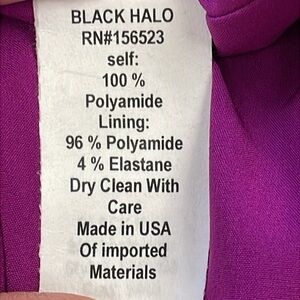 BLACK HALO
RN#156523
self:
100 %
Polyamide
Lining:
96 % Polyamide
4 % Elastane
Dry Clean With
Care
Made in USA
Of imported
Materials